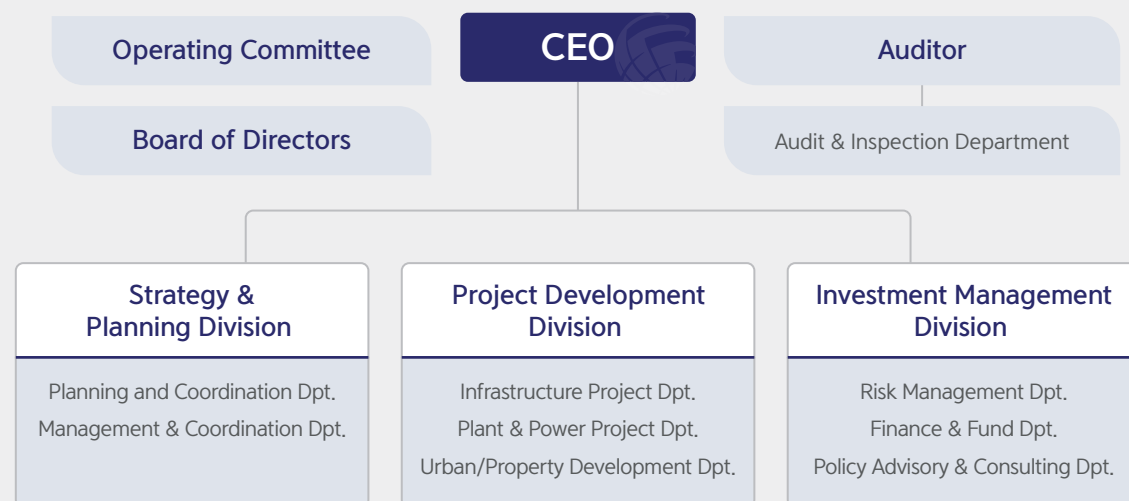 Operating Committee
CEO
Auditor
Board of Directors
Audit & Inspection Department
Strategy &
Planning Division
Planning and Coordination Dpt.
Management & Coordination Dpt.
Project Development
Division
Infrastructure Project Dpt.
Plant & Power Project Dpt.
Urban/Property Development Dpt.
Investment Management
Division
Risk Management Dpt.
Finance & Fund Dpt.
Policy Advisory & Consulting Dpt.